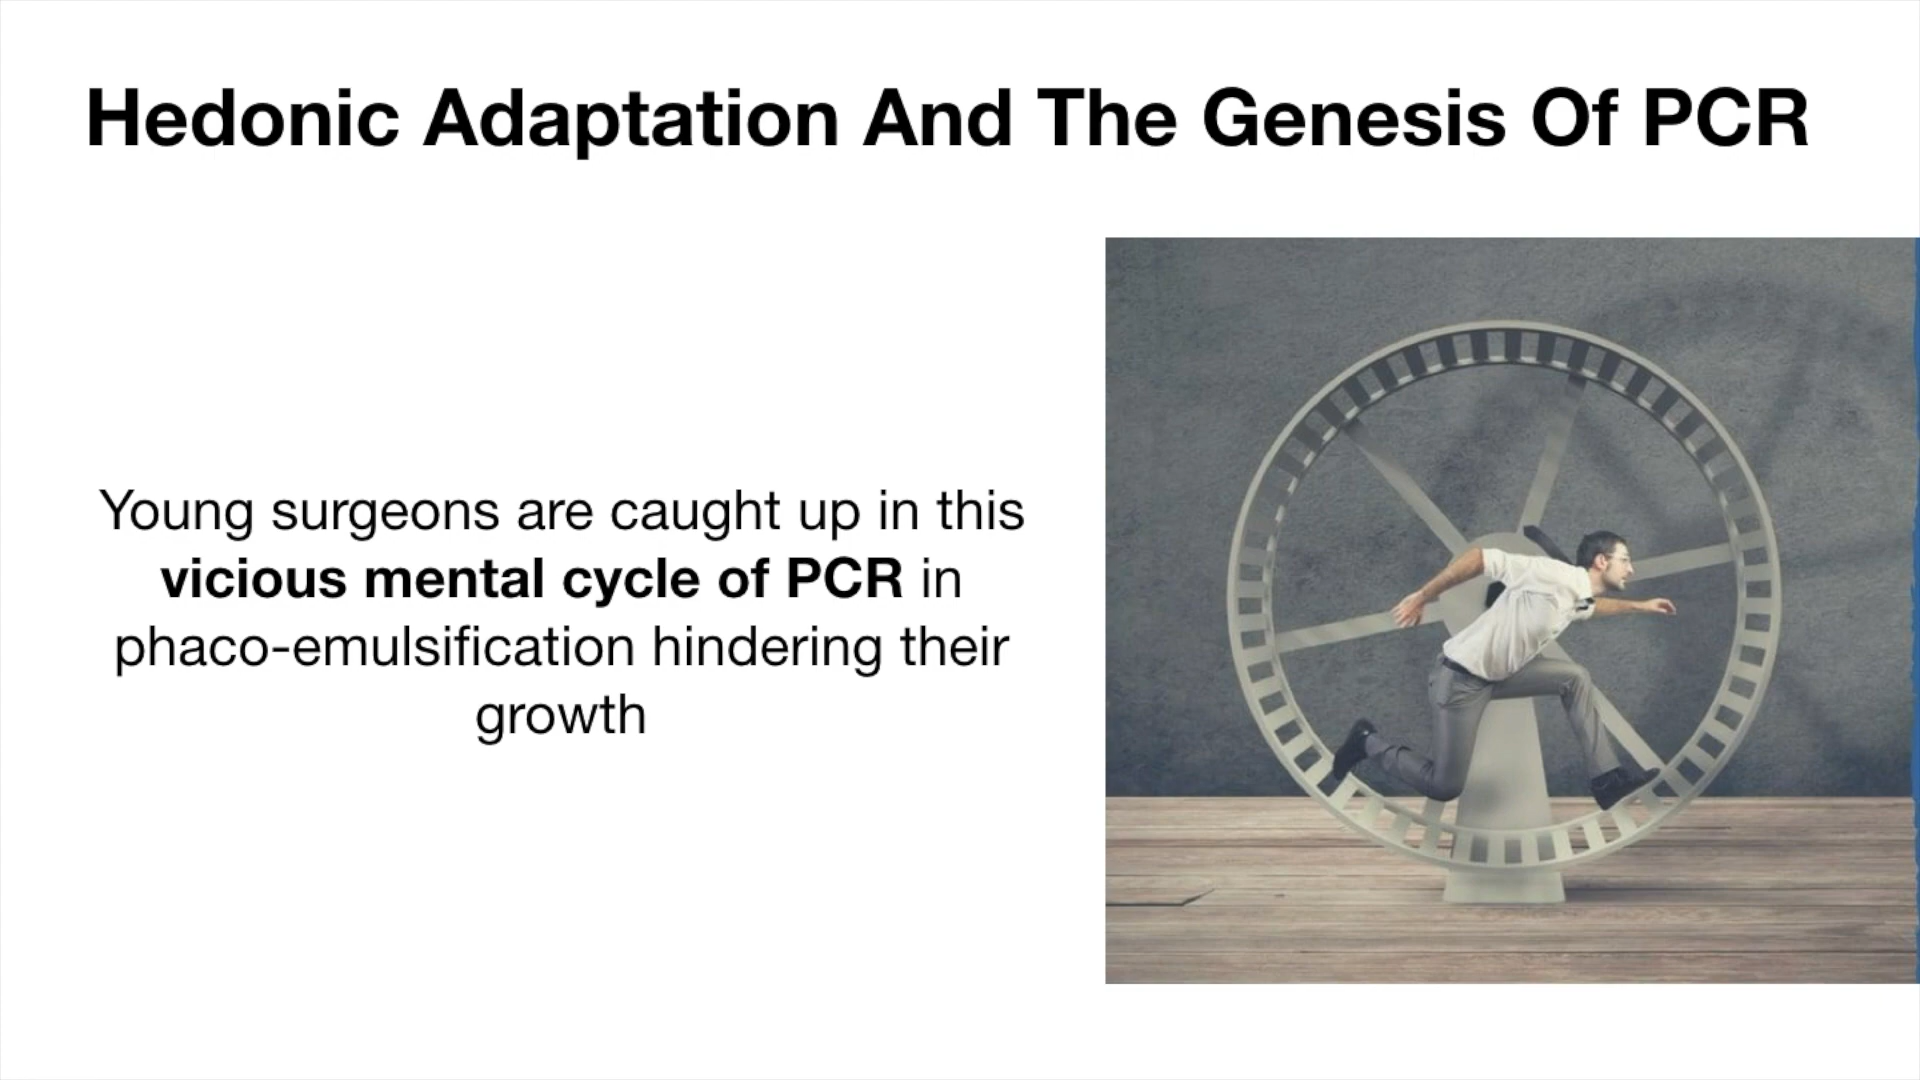 Hedonic Adaptation And The Genesis Of PCR
Young surgeons are caught up in this
vicious mental cycle of PCR in
phaco-emulsification hindering their
growth